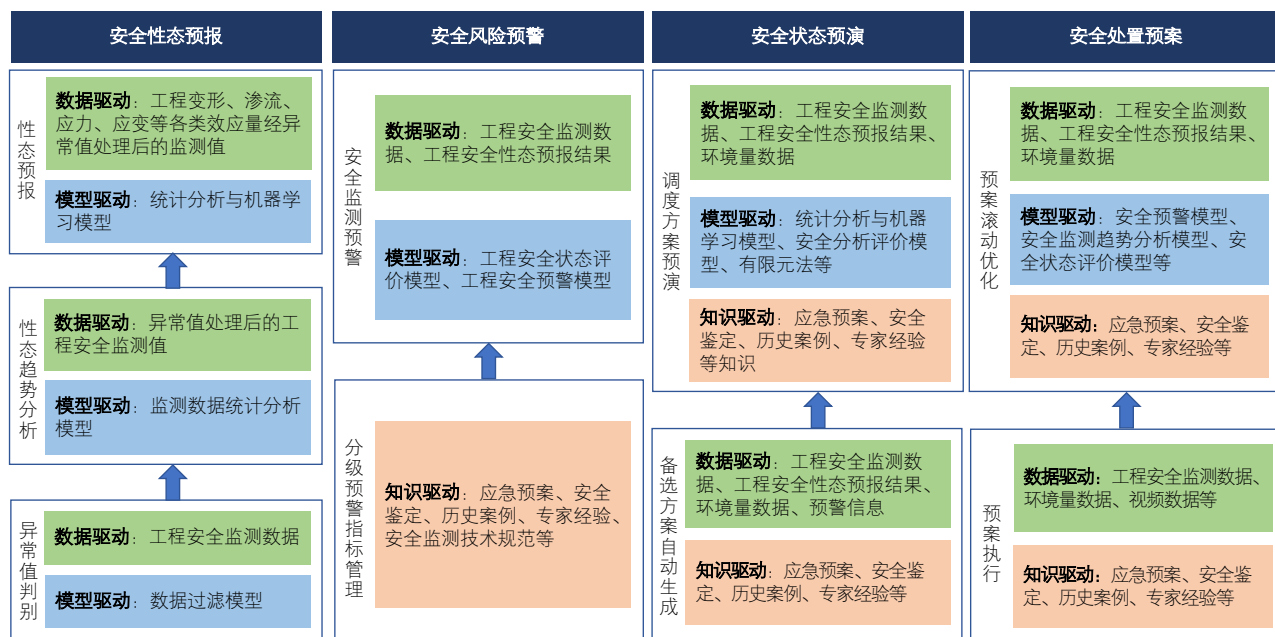 安全性态预报
性态预报
数据驱动：工程变形、渗流、
应力、应变等各类效应量经异
常值处理后的监测值
模型驱动：统计分析与机器学
习模型
性态趋势分析
数据驱动：异常值处理后的工
程安全监测值
模型驱动：监测数据统计分析
模型
异常值判别
数据驱动：工程安全监测数据
模型驱动：数据过滤模型
安全风险预警
安全监测预警
数据驱动：工程安全监测数
据、工程安全性态预报结果
模型驱动：工程安全状态评
价模型、工程安全预警模型
分级预警指标管理
知识驱动：应急预案、安全
鉴定、历史案例、专家经验、
安全监测技术规范等
安全状态预演
调度方案预演
数据驱动：工程安全监测数
据、工程安全性态预报结果、
环境量数据
模型驱动：统计分析与机器
学习模型、安全分析评价模
型、有限元法等
知识驱动：应急预案、安全
鉴定、历史案例、专家经验
等知识
备选方案自动生成
数据驱动：工程安全监测数
据、工程安全性态预报结果、
环境量数据、预警信息
知识驱动：应急预案、安全鉴
定、历史案例、专家经验等
安全处置预案
预案滚动优化
数据驱动：工程安全监测数
据、工程安全性态预报结果、
环境量数据
模型驱动：安全预警模型、
安全监测趋势分析模型、安
全状态评价模型等
知识驱动：应急预案、安全鉴
定、历史案例、专家经验等
预案执行
数据驱动：工程安全监测数据、
环境量数据、视频数据等
知识驱动：应急预案、安全鉴
定、历史案例、专家经验等